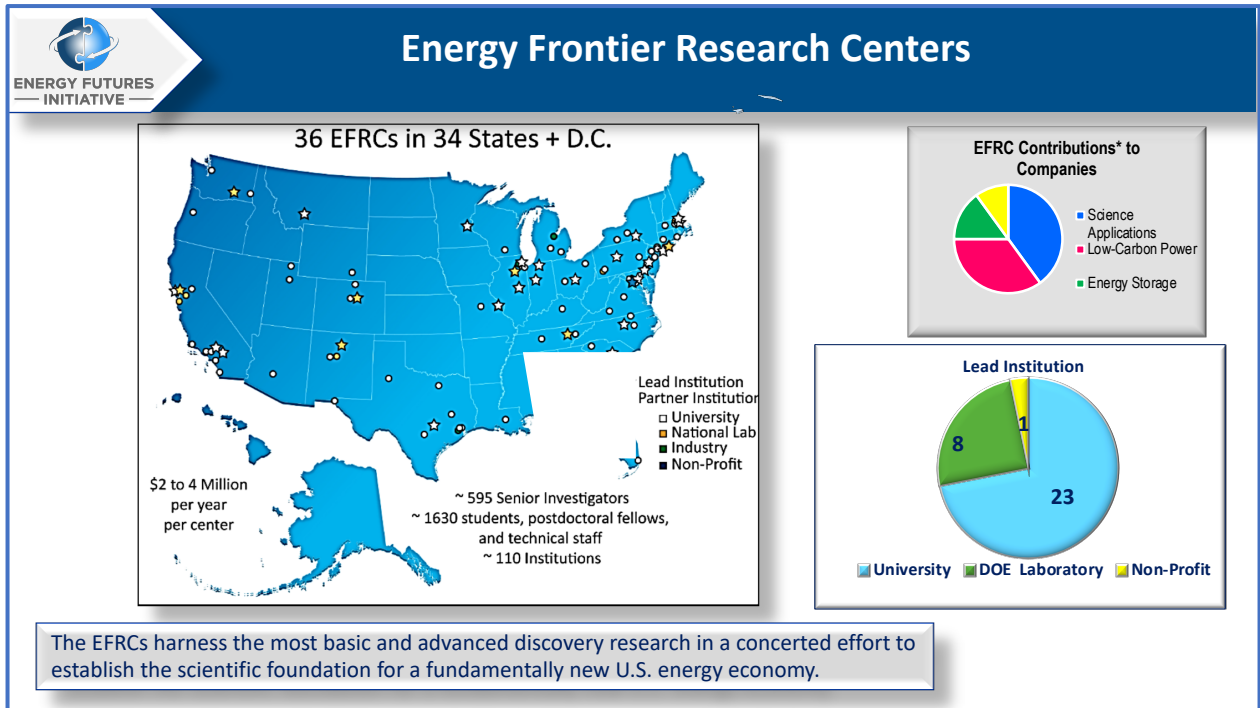 ENERGY FUTURES
INITIATIVE
Energy Frontier Research Centers
36 EFRCs in 34 States + D.C.
Lead Institution
Partner Institution
University
National Lab
Industry
Non-Profit
$2 to 4 Million
per year
per center
~ 595 Senior Investigators
~ 1630 students, postdoctoral fellows,
and technical staff
~ 110 Institutions
EFRC Contributions* to
Companies
Science
Applications
Low-Carbon Power
Energy Storage
Lead Institution
1
8
23
University DOE Laboratory Non-Profit
The EFRCs harness the most basic and advanced discovery research in a concerted effort to
establish the scientific foundation for a fundamentally new U.S. energy economy.